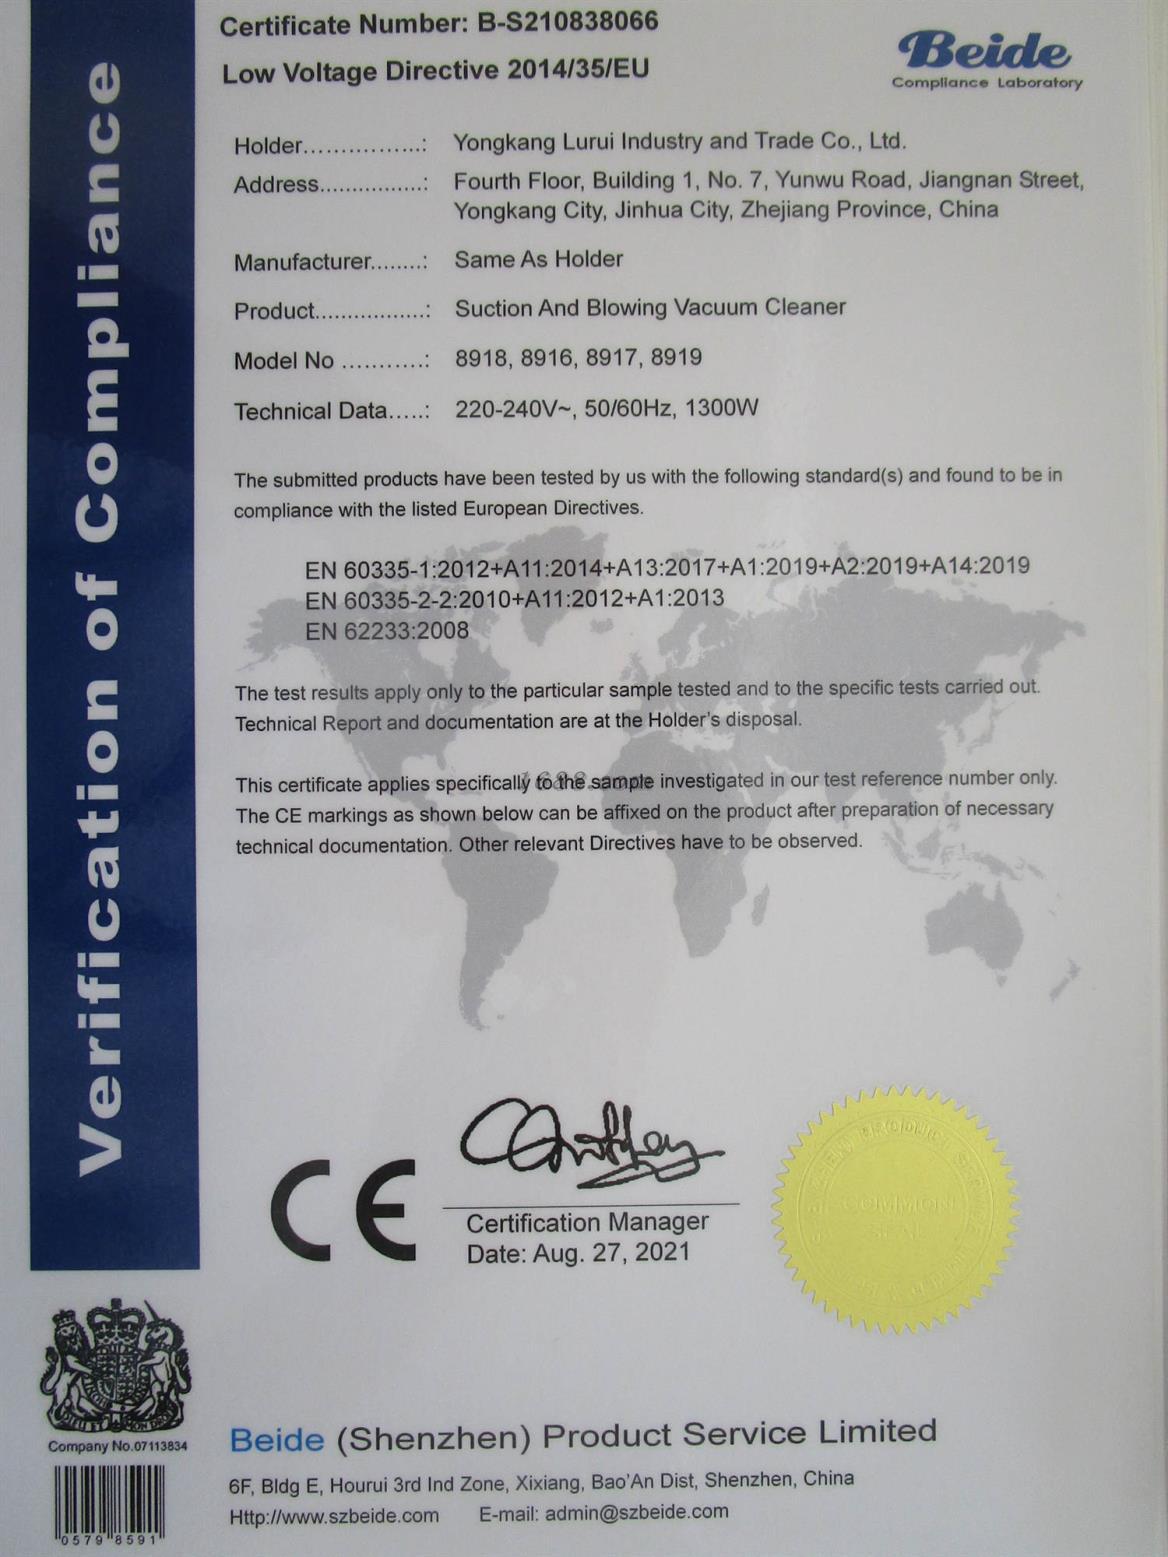 Certificate Number: B-S210838066
Low Voltage Directive 2014/35/EU
Beide
Compliance Laboratory
Verification of Compliance
Holder................: Yongkang Lurui Industry and Trade Co., Ltd.
Address................: Fourth Floor, Building 1, No. 7, Yunwu Road, Jiangnan Street,
Yongkang City, Jinhua City, Zhejiang Province, China
Manufacturer........: Same As Holder
Product.................: Suction And Blowing Vacuum Cleaner
Model No ...........: 8918, 8916, 8917, 8919
Technical Data.....: 220-240V~, 50/60Hz, 1300W
The submitted products have been tested by us with the following standard(s) and found to be in
compliance with the listed European Directives.
EN 60335-1:2012+A11:2014+A13:2017+A1:2019+A2:2019+A14:2019
EN 60335-2-2:2010+A11:2012+A1:2013
EN 62233:2008
The test results apply only to the particular sample tested and to the specific tests carried out.
Technical Report and documentation are at the Holder's disposal.
This certificate applies specifically to the sample investigated in our test reference number only.
The CE markings as shown below can be affixed on the product after preparation of necessary
technical documentation. Other relevant Directives have to be observed.
CE
Certification Manager
Date: Aug. 27, 2021
COMMON
SEAL
Company No.07113834
0579 8591
Beide (Shenzhen) Product Service Limited
6F, Bldg E, Hourui 3rd Ind Zone, Xixiang, Bao'An Dist, Shenzhen, China
Http://www.szbeide.com E-mail: admin@szbeide.com